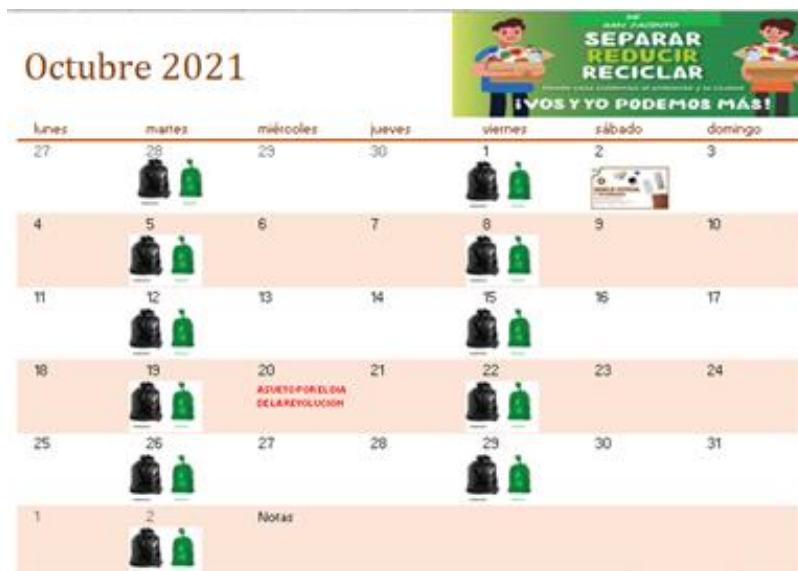 Octubre 2021
DE
SAN JACINTO
SEPARAR
REDUCIR
RECICLAR
¡VOS Y YO PODEMOS MÁS!
lunes martes miércoles jueves viernes sábado domingo
27 28 29 30 1 2 3
4 5 6 7 8 9 10
11 12 13 14 15 16 17
18 19 20 21 22 23 24
ASUETO POR EL DIA
DE LA REVOLUCION
25 26 27 28 29 30 31
1 2 Notas